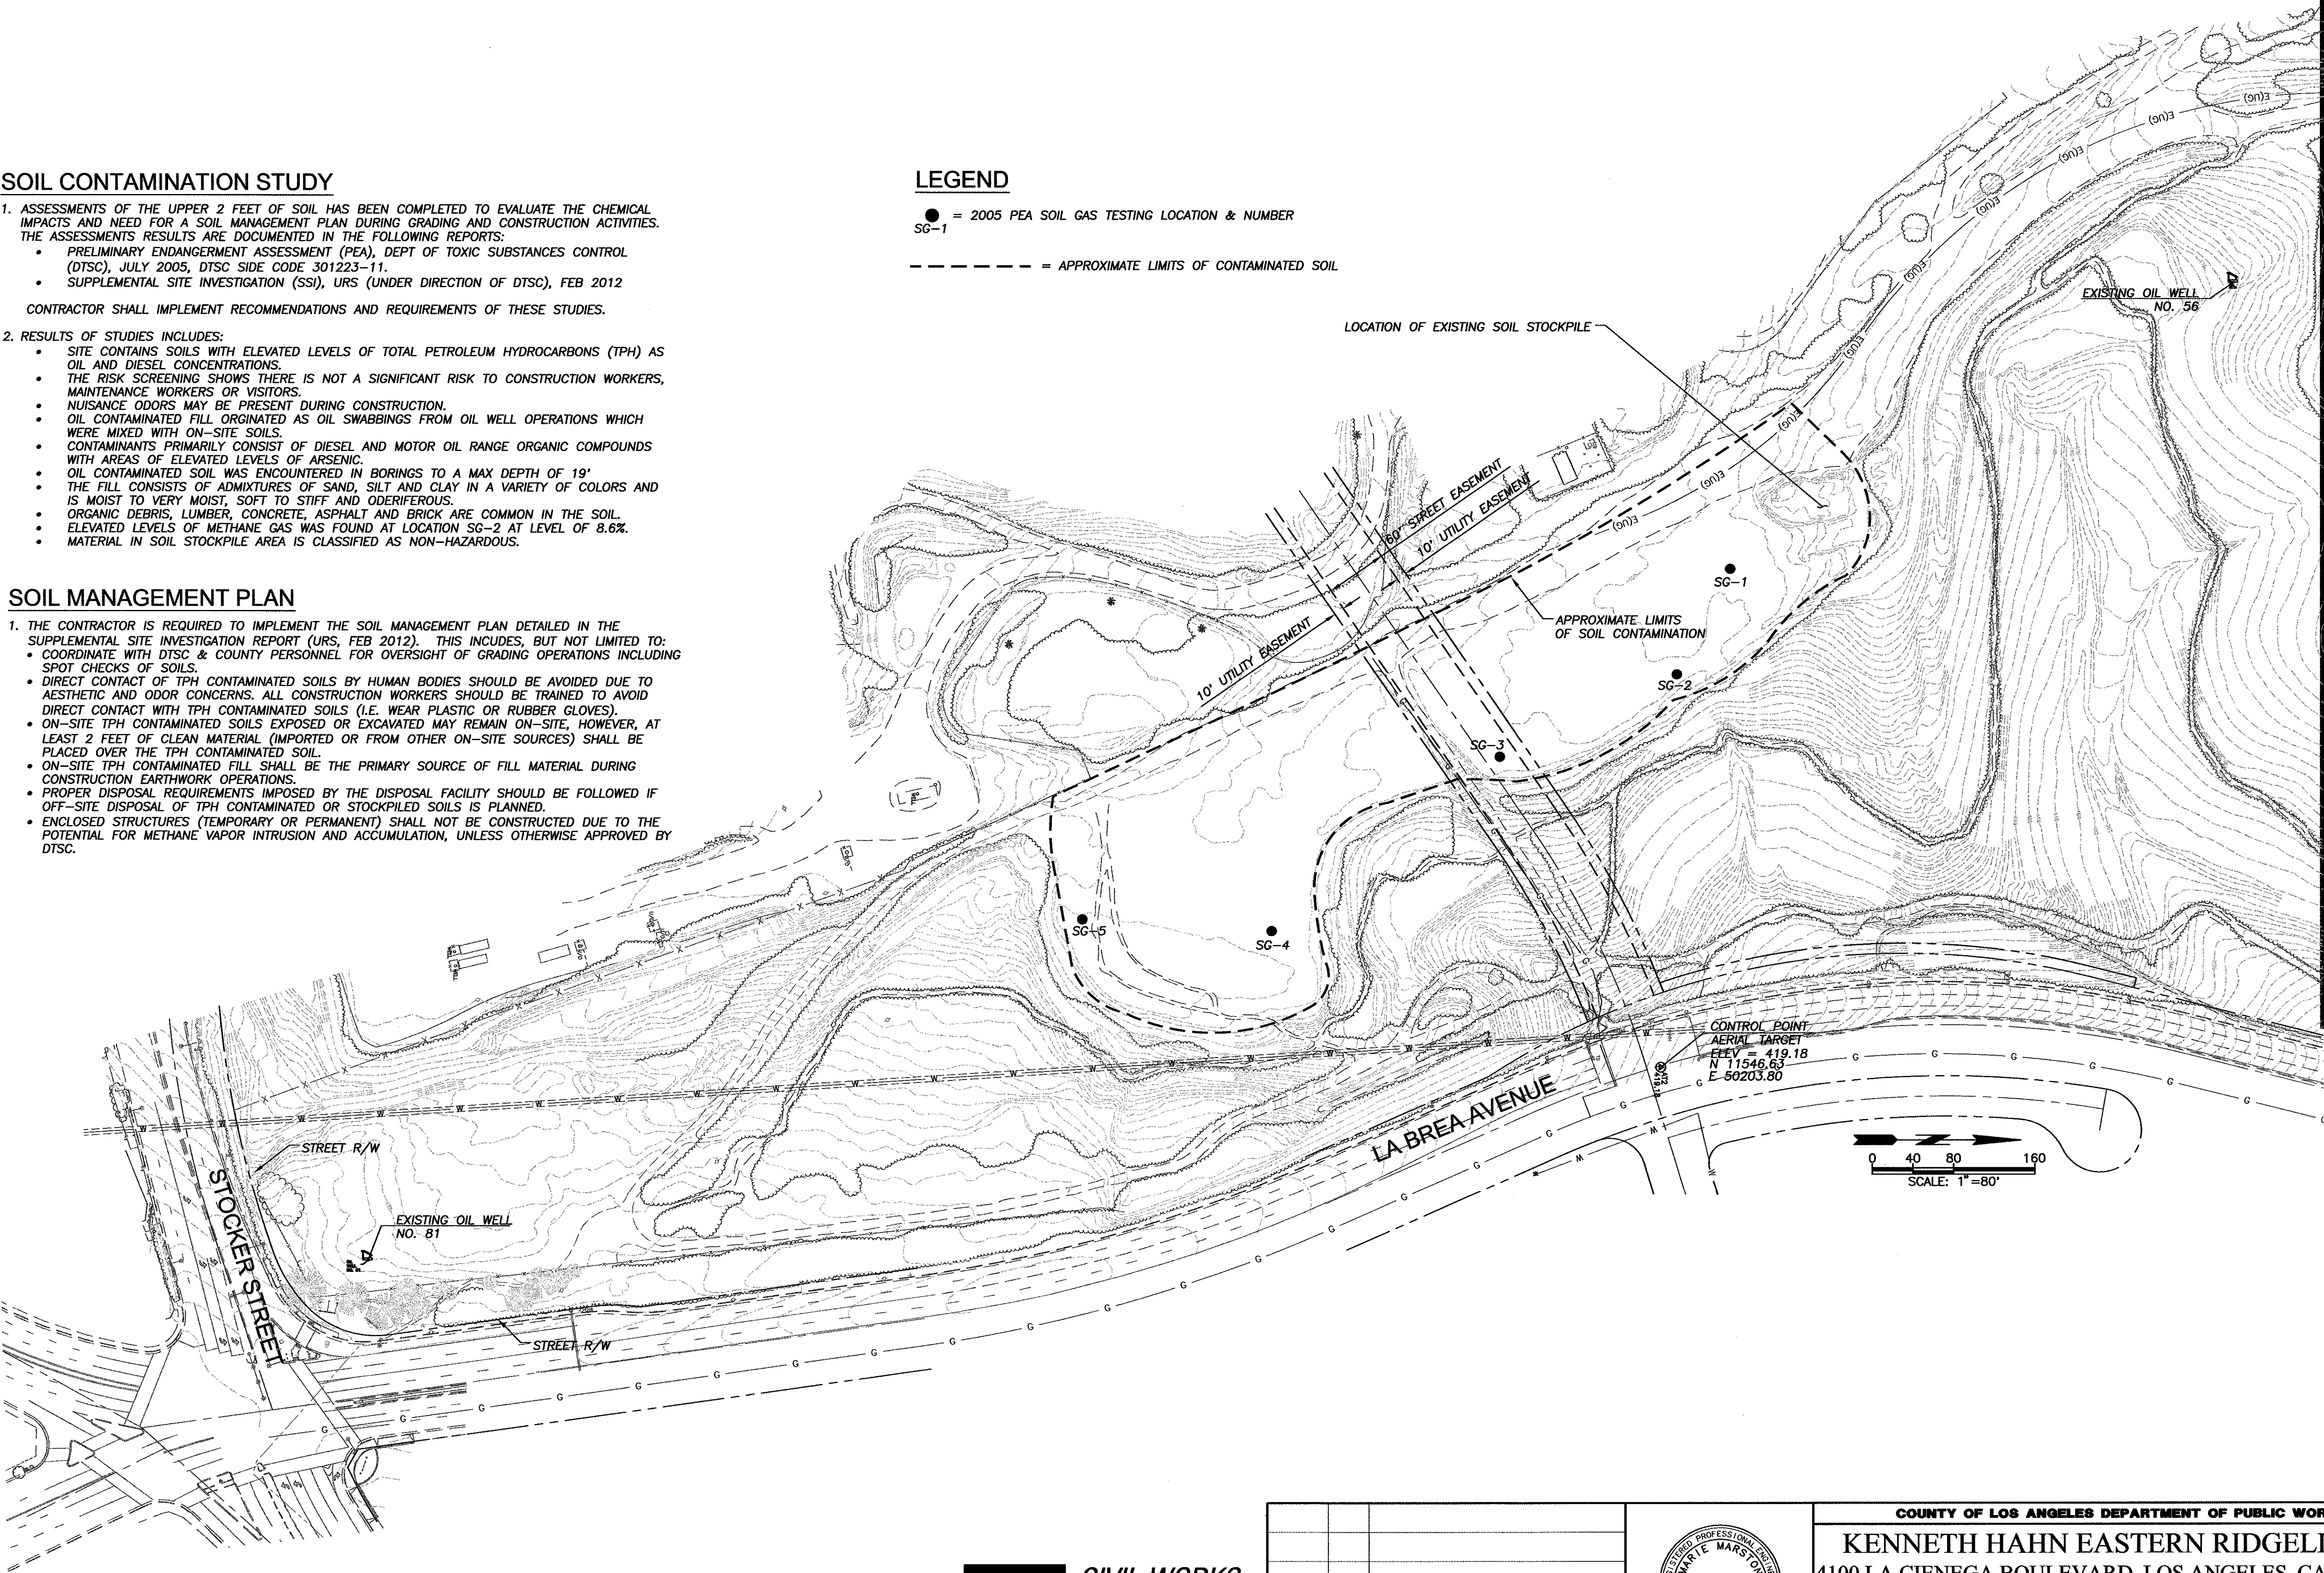 SOIL CONTAMINATION STUDY
1. ASSESSMENTS OF THE UPPER 2 FEET OF SOIL HAS BEEN COMPLETED TO EVALUATE THE CHEMICAL
IMPACTS AND NEED FOR A SOIL MANAGEMENT PLAN DURING GRADING AND CONSTRUCTION ACTIVITIES.
THE ASSESSMENTS RESULTS ARE DOCUMENTED IN THE FOLLOWING REPORTS:
• PRELIMINARY ENDANGERMENT ASSESSMENT (PEA), DEPT OF TOXIC SUBSTANCES CONTROL
(DTSC), JULY 2005, DTSC SIDE CODE 301223-11.
• SUPPLEMENTAL SITE INVESTIGATION (SSI), URS (UNDER DIRECTION OF DTSC), FEB 2012
CONTRACTOR SHALL IMPLEMENT RECOMMENDATIONS AND REQUIREMENTS OF THESE STUDIES.
2. RESULTS OF STUDIES INCLUDES:
• SITE CONTAINS SOILS WITH ELEVATED LEVELS OF TOTAL PETROLEUM HYDROCARBONS (TPH) AS
OIL AND DIESEL CONCENTRATIONS.
• THE RISK SCREENING SHOWS THERE IS NOT A SIGNIFICANT RISK TO CONSTRUCTION WORKERS,
MAINTENANCE WORKERS OR VISITORS.
• NUISANCE ODORS MAY BE PRESENT DURING CONSTRUCTION.
• OIL CONTAMINATED FILL ORGINATED AS OIL SWABBINGS FROM OIL WELL OPERATIONS WHICH
WERE MIXED WITH ON-SITE SOILS.
• CONTAMINANTS PRIMARILY CONSIST OF DIESEL AND MOTOR OIL RANGE ORGANIC COMPOUNDS
WITH AREAS OF ELEVATED LEVELS OF ARSENIC.
• OIL CONTAMINATED SOIL WAS ENCOUNTERED IN BORINGS TO A MAX DEPTH OF 19'
• THE FILL CONSISTS OF ADMIXTURES OF SAND, SILT AND CLAY IN A VARIETY OF COLORS AND
IS MOIST TO VERY MOIST, SOFT TO STIFF AND ODERIFEROUS.
• ORGANIC DEBRIS, LUMBER, CONCRETE, ASPHALT AND BRICK ARE COMMON IN THE SOIL.
• ELEVATED LEVELS OF METHANE GAS WAS FOUND AT LOCATION SG-2 AT LEVEL OF 8.6%.
• MATERIAL IN SOIL STOCKPILE AREA IS CLASSIFIED AS NON-HAZARDOUS.
SOIL MANAGEMENT PLAN
1. THE CONTRACTOR IS REQUIRED TO IMPLEMENT THE SOIL MANAGEMENT PLAN DETAILED IN THE
SUPPLEMENTAL SITE INVESTIGATION REPORT (URS, FEB 2012). THIS INCUDES, BUT NOT LIMITED TO:
• COORDINATE WITH DTSC & COUNTY PERSONNEL FOR OVERSIGHT OF GRADING OPERATIONS INCLUDING
SPOT CHECKS OF SOILS.
• DIRECT CONTACT OF TPH CONTAMINATED SOILS BY HUMAN BODIES SHOULD BE AVOIDED DUE TO
AESTHETIC AND ODOR CONCERNS. ALL CONSTRUCTION WORKERS SHOULD BE TRAINED TO AVOID
DIRECT CONTACT WITH TPH CONTAMINATED SOILS (I.E. WEAR PLASTIC OR RUBBER GLOVES).
• ON-SITE TPH CONTAMINATED SOILS EXPOSED OR EXCAVATED MAY REMAIN ON-SITE, HOWEVER, AT
LEAST 2 FEET OF CLEAN MATERIAL (IMPORTED OR FROM OTHER ON-SITE SOURCES) SHALL BE
PLACED OVER THE TPH CONTAMINATED SOIL.
• ON-SITE TPH CONTAMINATED FILL SHALL BE THE PRIMARY SOURCE OF FILL MATERIAL DURING
CONSTRUCTION EARTHWORK OPERATIONS.
• PROPER DISPOSAL REQUIREMENTS IMPOSED BY THE DISPOSAL FACILITY SHOULD BE FOLLOWED IF
OFF-SITE DISPOSAL OF TPH CONTAMINATED OR STOCKPILED SOILS IS PLANNED.
• ENCLOSED STRUCTURES (TEMPORARY OR PERMANENT) SHALL NOT BE CONSTRUCTED DUE TO THE
POTENTIAL FOR METHANE VAPOR INTRUSION AND ACCUMULATION, UNLESS OTHERWISE APPROVED BY
DTSC.
LEGEND
SG-1 = 2005 PEA SOIL GAS TESTING LOCATION & NUMBER
= APPROXIMATE LIMITS OF CONTAMINATED SOIL
LOCATION OF EXISTING SOIL STOCKPILE
EXISTING OIL WELL
NO. 56
60' STREET EASEMENT
10' UTILITY EASEMENT
10' UTILITY EASEMENT
APPROXIMATE LIMITS
OF SOIL CONTAMINATION
SG-1
SG-2
SG-3
SG-4
SG-5
E(UG)
E(UG)
E(UG)
E(UG)
E(UG)
E(UG)
E(UG)
E(UG)
E(UG)
CONTROL POINT
AERIAL TARGET
ELEV = 419.18
N 11546.63
E 50203.80
LA BREA AVENUE
STREET R/W
STOCKER STREET
EXISTING OIL WELL
NO. 81
STREET R/W
0 40 80 160
SCALE: 1"=80'
COUNTY OF LOS ANGELES DEPARTMENT OF PUBLIC WOR
KENNETH HAHN EASTERN RIDGELI
4100 LA CIENEGA BOULEVARD, LOS ANGELES, CA
REGISTERED PROFESSIONAL
MARIE MARSTON
CIVIL WORKS